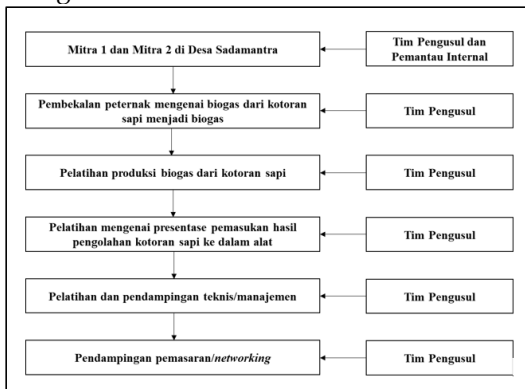 Tim Pengusul dan
Pemantau Internal
Mitra 1 dan Mitra 2 di Desa Sadamantra
Pembekalan peternak mengenai biogas dari kotoran
sapi menjadi biogas
Tim Pengusul
Pelatihan produksi biogas dari kotoran sapi
Tim Pengusul
Pelatihan mengenai presentase pemasukan hasil
pengolahan kotoran sapi ke dalam alat
Tim Pengusul
Pelatihan dan pendampingan teknis/manajemen
Tim Pengusul
Pendampingan pemasaran/networking
Tim Pengusul